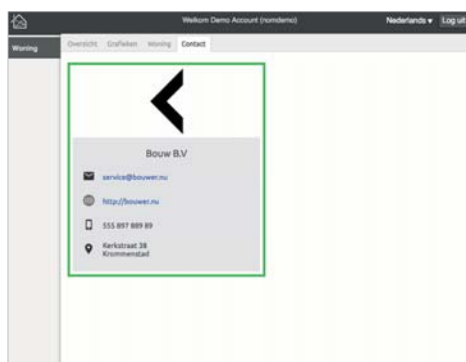 Welkom Demo Account (nomdemo)
Nederlands ▾
Log uit
Woning
Overzicht
Grafieken
Woning
Contact
Bouw B.V
service@bouwer.nu
http://bouwer.nu
555 897 889 89
Kerkstraat 38
Krommenstad